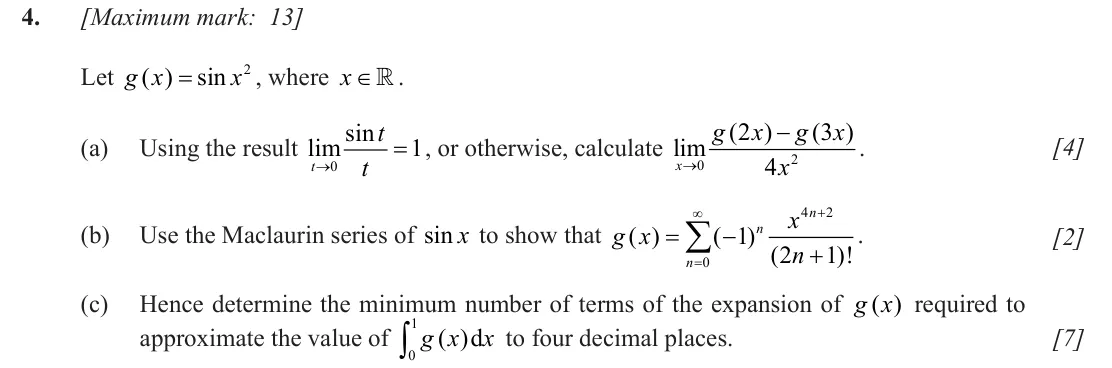 4. [Maximum mark: 13]
Let g(x) = sin x², where x ∈ ℝ.
(a) Using the result lim_{t→0} sin t / t = 1, or otherwise, calculate lim_{x→0} (g(2x) − g(3x)) / 4x². [4]
(b) Use the Maclaurin series of sin x to show that g(x) = ∑_{n=0}^{∞} (−1)ⁿ x^{4n+2} / (2n+1)!. [2]
(c) Hence determine the minimum number of terms of the expansion of g(x) required to
approximate the value of ∫₀¹ g(x)dx to four decimal places. [7]